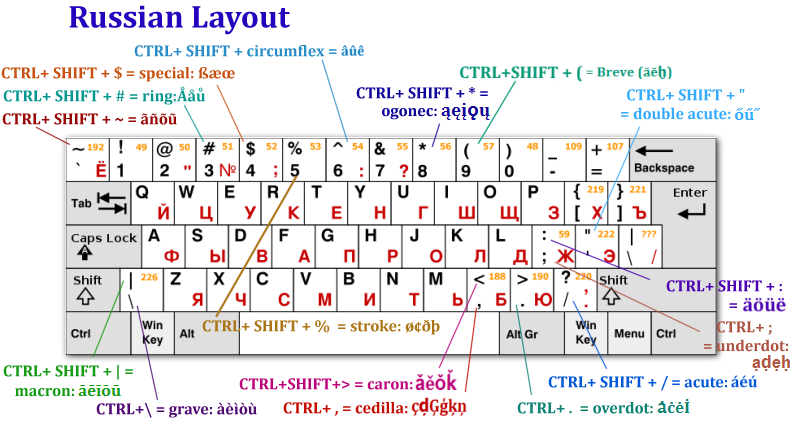 Russian Layout
CTRL+ SHIFT + circumflex = âûê
CTRL+ SHIFT + $ = special: ßæœ
CTRL+SHIFT + ( = Breve (ăĕḫ)
CTRL+ SHIFT + # = ring:Ååů
CTRL+ SHIFT + * =
ogonec: ąęįǫų
CTRL+ SHIFT + "
= double acute: őű˝
CTRL+ SHIFT + ~ = ãñõũ
~ 192 ! 49 @ 50 # 51 $ 52 % 53 ^ 54 & 55 * 56 ( 57 ) 48 _ 109 + 107
` Ё 1 2 " 3 № 4 ; 5 6 : 7 ? 8 9 0 - = Backspace
Tab Q W E R T Y U I O P { 219 } 221 Enter
Й Ц У К Е Н Г Ш Щ З [ Х ] Ъ
Caps Lock A S D F G H J K L : 59 " 222 | ???
Ф Ы В А П Р О Л Д ; Ж ' Э \ /
Shift | 226 Z X C V B N M < 188 > 190 ? 220 Shift
\ Я Ч С М И Т Ь , Б . Ю / .
CTRL+ SHIFT + :
= äöüë
CTRL+ SHIFT + % = stroke: ø¢ðþ
Ctrl Win Key Alt Alt Gr Win Key Menu Ctrl
CTRL+ ;
= underdot:
ạḍẹḥ
CTRL+ SHIFT + | =
macron: āēīōū
CTRL+SHIFT+> = caron: ǎěǒǩ
CTRL+ SHIFT + / = acute: áéú
CTRL+\ = grave: àèìòù
CTRL+ , = cedilla: çḑĢģķņ
CTRL+ . = overdot: ȧċėİ